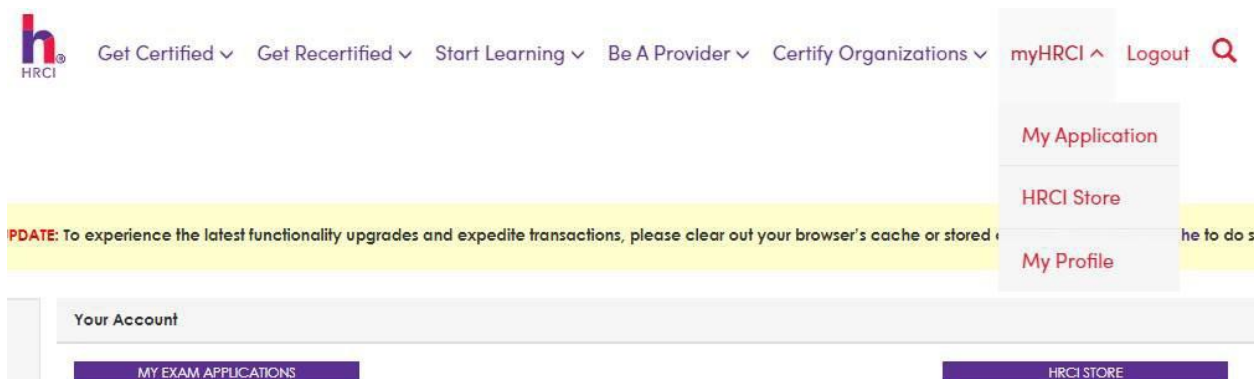 h®
HRCI
Get Certified Get Recertified Start Learning Be A Provider Certify Organizations myHRCI Logout
My Application
HRCI Store
PDATE: To experience the latest functionality upgrades and expedite transactions, please clear out your browser's cache or stored he to do s
My Profile
Your Account
MY EXAM APPLICATIONS HRCI STORE